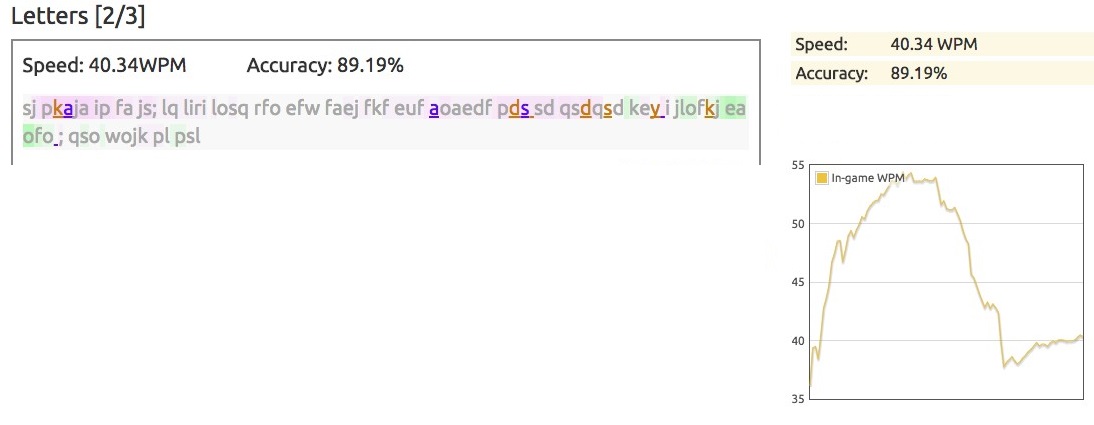 Letters [2/3]
Speed: 40.34WPM Accuracy: 89.19%
sj pkaja ip fa js; lq liri losq rfo efw faej fkf euf aoaedf pds sd qsdqsd key i jlofkj ea
ofo ; qso wojk pl psl
Speed: 40.34 WPM
Accuracy: 89.19%
In-game WPM
55
50
45
40
35